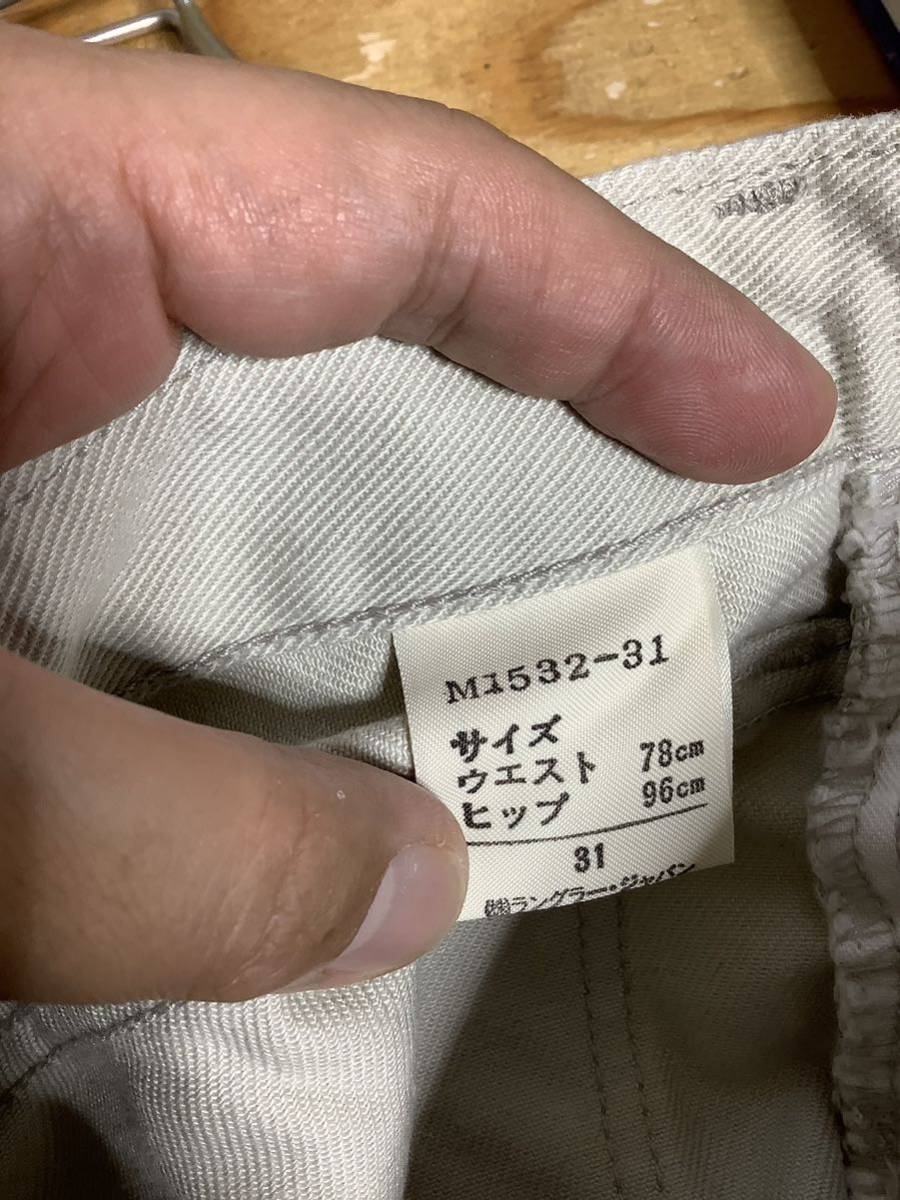 M1532-31
サイズ
ウエスト 78cm
ヒップ 96cm
31
㈱ラングラー・ジャパン